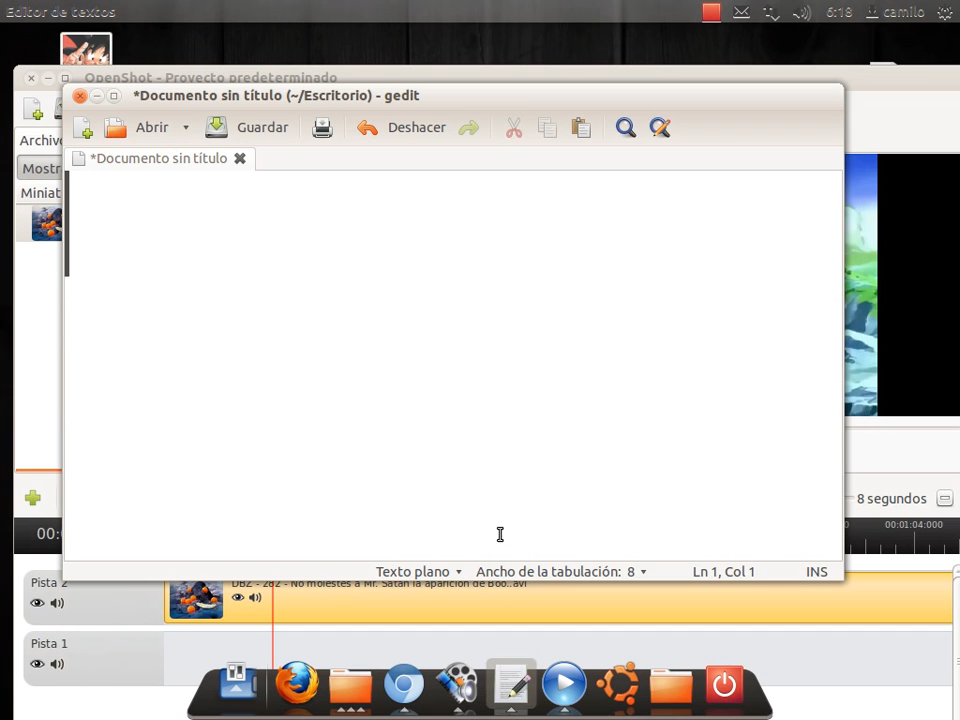 Editor de textos
6:18
camilo
OpenShot - Proyecto predeterminado
*Documento sin título (~/Escritorio) - gedit
Abrir
Guardar
Deshacer
Archivo
*Documento sin título
Mostr
Miniat
8 segundos
00:
00:01:04:000
Texto plano
Ancho de la tabulación: 8
Ln 1, Col 1
INS
Pista 2
DBZ - 282 - No molestes a Mr. Satán la aparición de Boo..avi
Pista 1